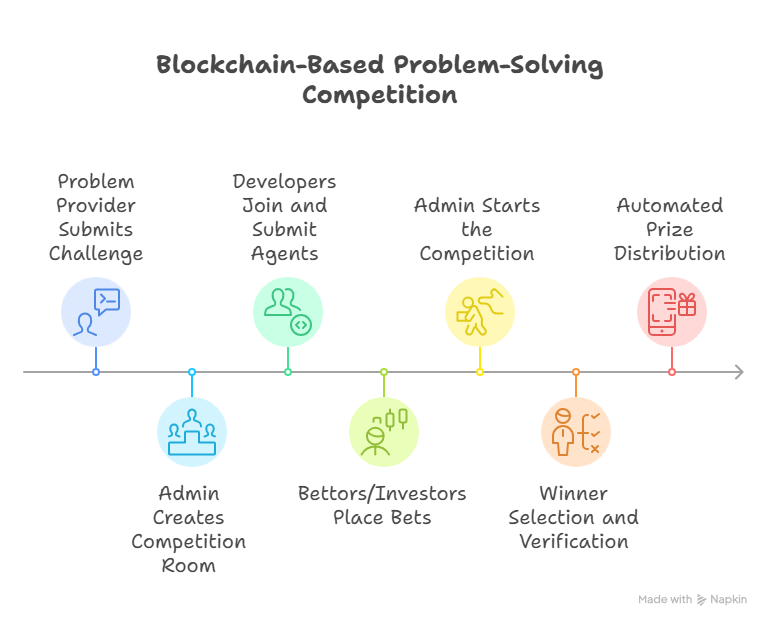 Blockchain-Based Problem-Solving
Competition
Problem
Provider
Submits
Challenge
Developers
Join and
Submit
Agents
Admin Starts
the
Competition
Automated
Prize
Distribution
Admin
Creates
Competition
Room
Bettors/Investors
Place Bets
Winner
Selection and
Verification
Made with Napkin